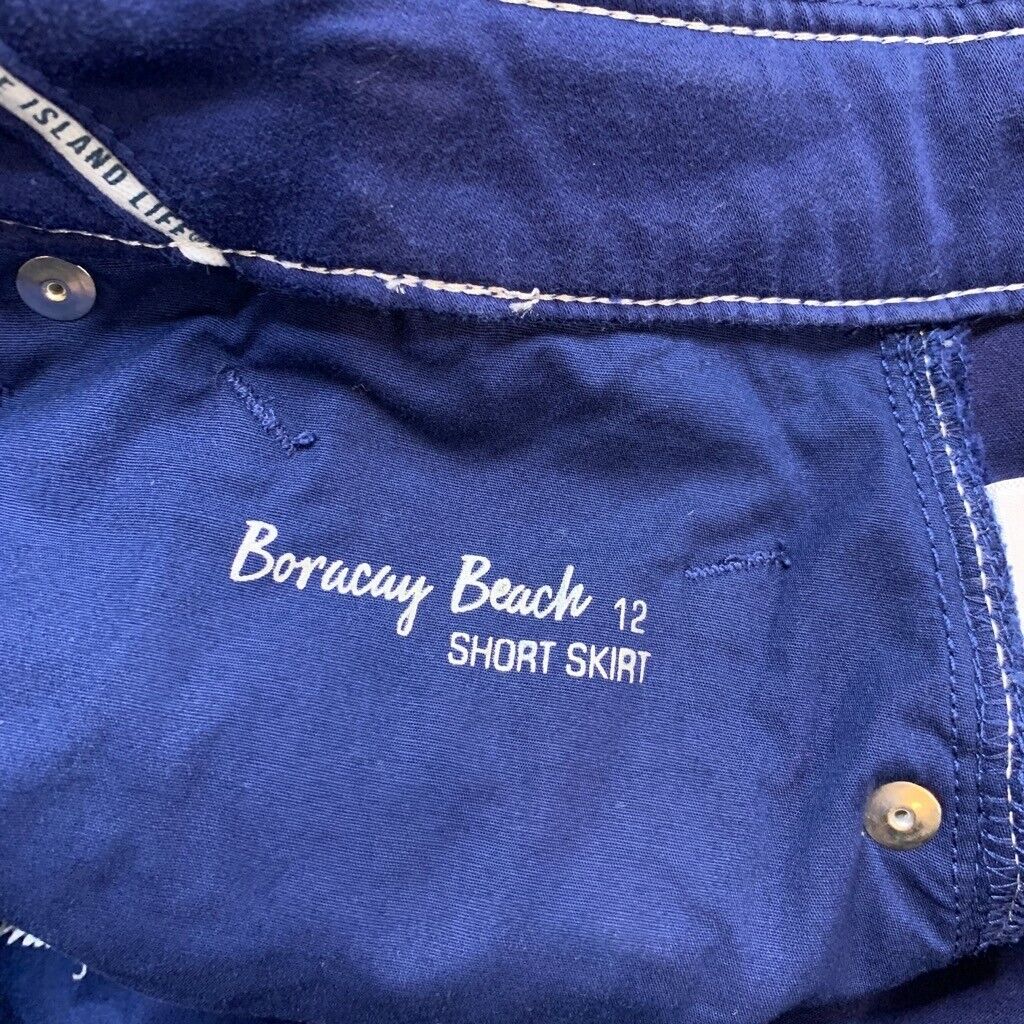 ISLAND LIFE
Boracay Beach 12
SHORT SKIRT